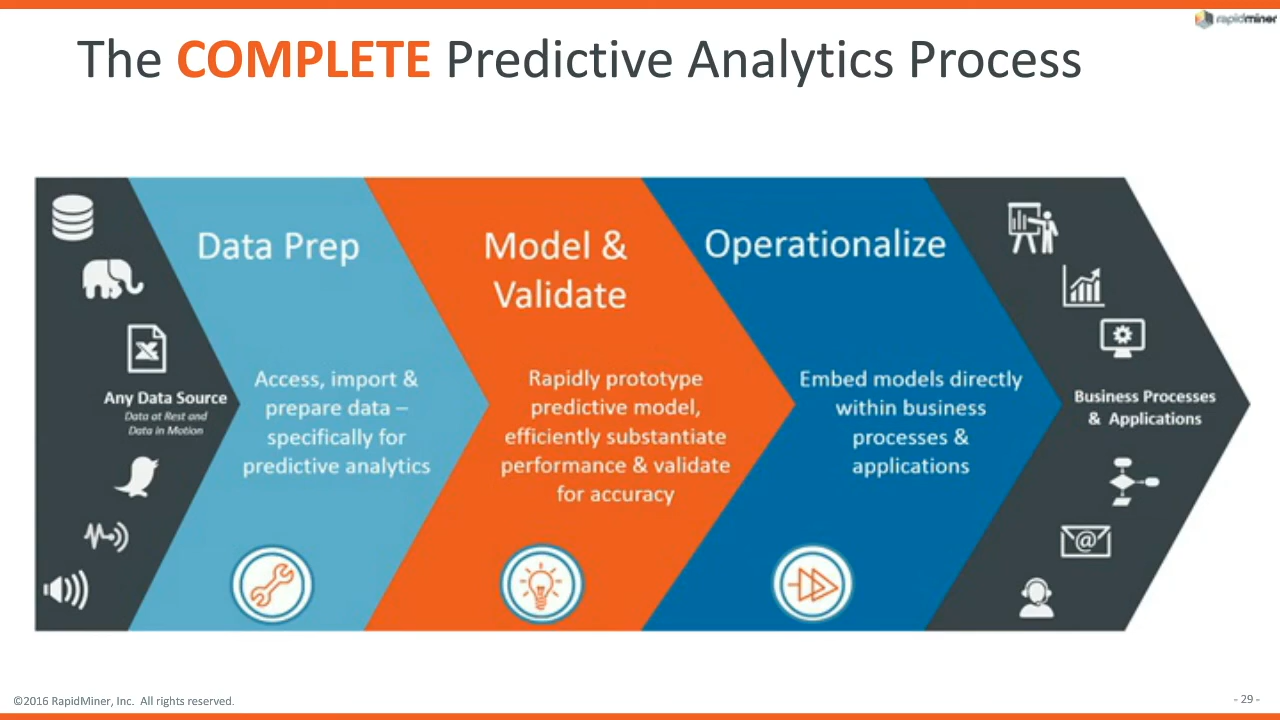 rapidminer
The COMPLETE Predictive Analytics Process
Any Data Source
Data at Rest and
Data in Motion
Data Prep
Access, import &
prepare data –
specifically for
predictive analytics
Model &
Validate
Rapidly prototype
predictive model,
efficiently substantiate
performance & validate
for accuracy
Operationalize
Embed models directly
within business
processes &
applications
Business Processes
& Applications
@
©2016 RapidMiner, Inc. All rights reserved.
- 29 -